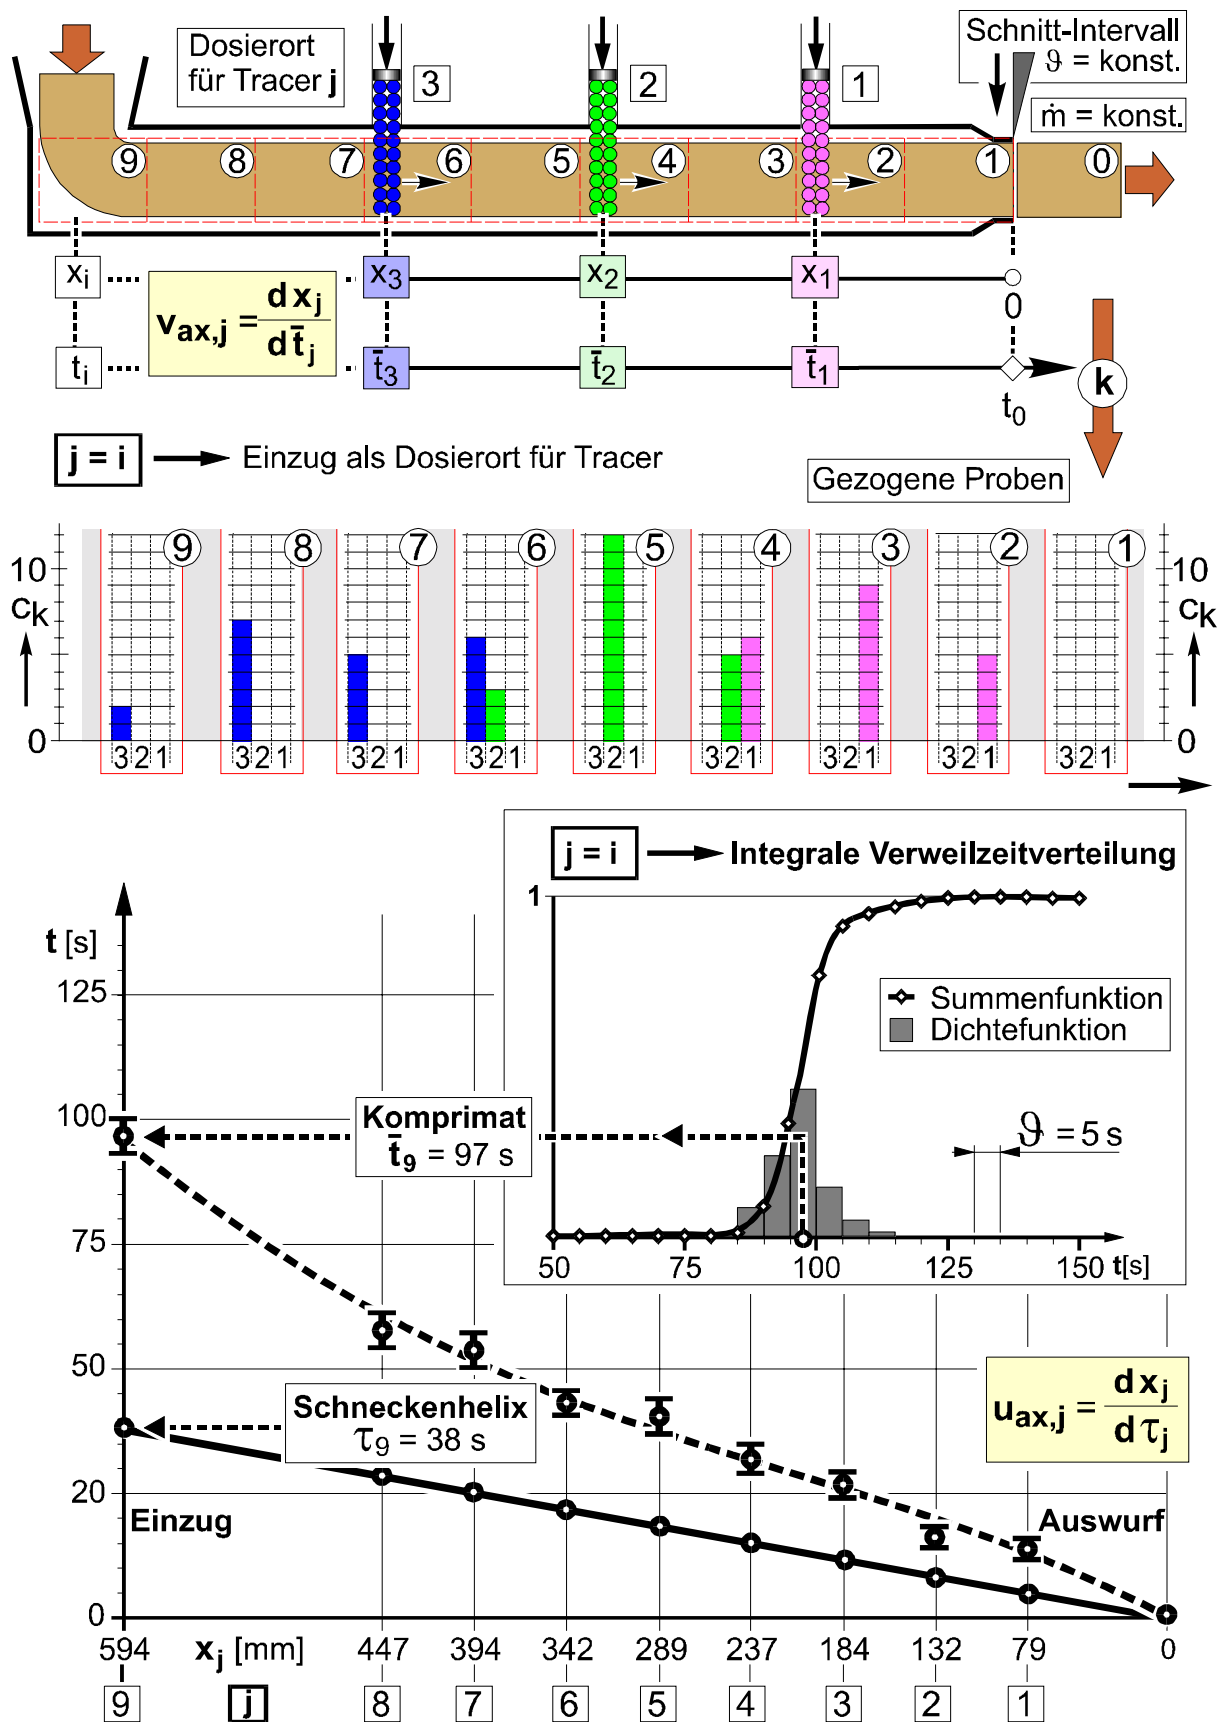 Dosierort
für Tracer j
3
2
1
Schnitt-Intervall
ϑ = konst.
ṁ = konst.
9 8 7 6 5 4 3 2 1 0
xi x3 x2 x1 0
vax,j = d xj / d t̄j
ti t̄3 t̄2 t̄1 t0
k
j = i Einzug als Dosierort für Tracer
Gezogene Proben
9 8 7 6 5 4 3 2 1
10 10
ck ck
0 0
321 321 321 321 321 321 321 321 321
j = i Integrale Verweilzeitverteilung
1
t [s]
125
Summenfunktion
Dichtefunktion
100
Komprimat
t̄9 = 97 s
ϑ = 5 s
75
50 75 100 125 150
t[s]
50
uax,j = d xj / d τj
Schneckenhelix
τ9 = 38 s
20
Einzug
Auswurf
0
594 xj [mm] 447 394 342 289 237 184 132 79 0
9 j 8 7 6 5 4 3 2 1